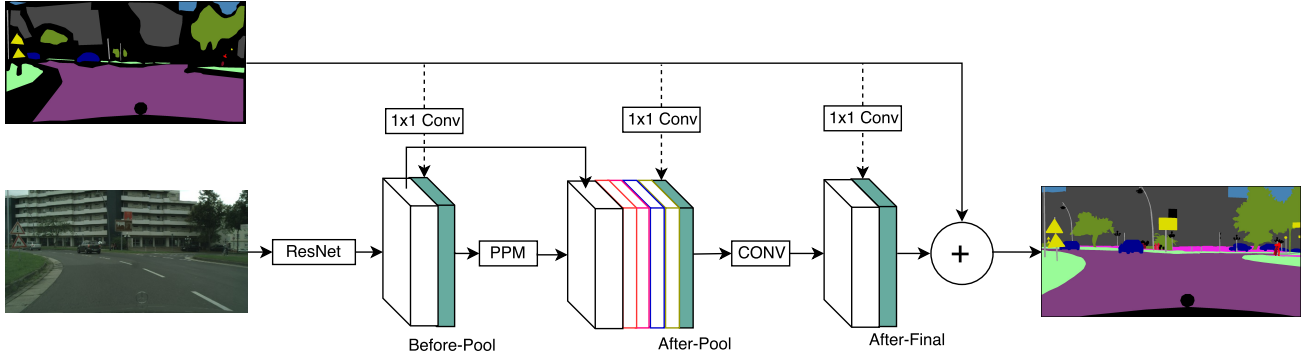 1x1 Conv
1x1 Conv
1x1 Conv
ResNet
PPM
CONV
+
Before-Pool
After-Pool
After-Final